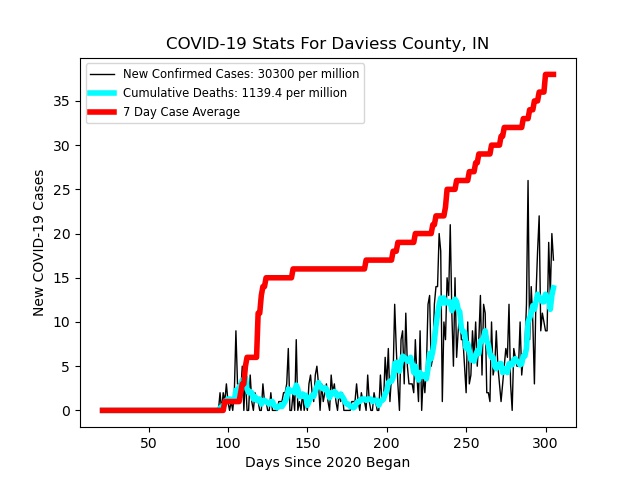 COVID-19 Stats For Daviess County, IN
New Confirmed Cases: 30300 per million
Cumulative Deaths: 1139.4 per million
7 Day Case Average
New COVID-19 Cases
35
30
25
20
15
10
5
0
50 100 150 200 250 300
Days Since 2020 Began